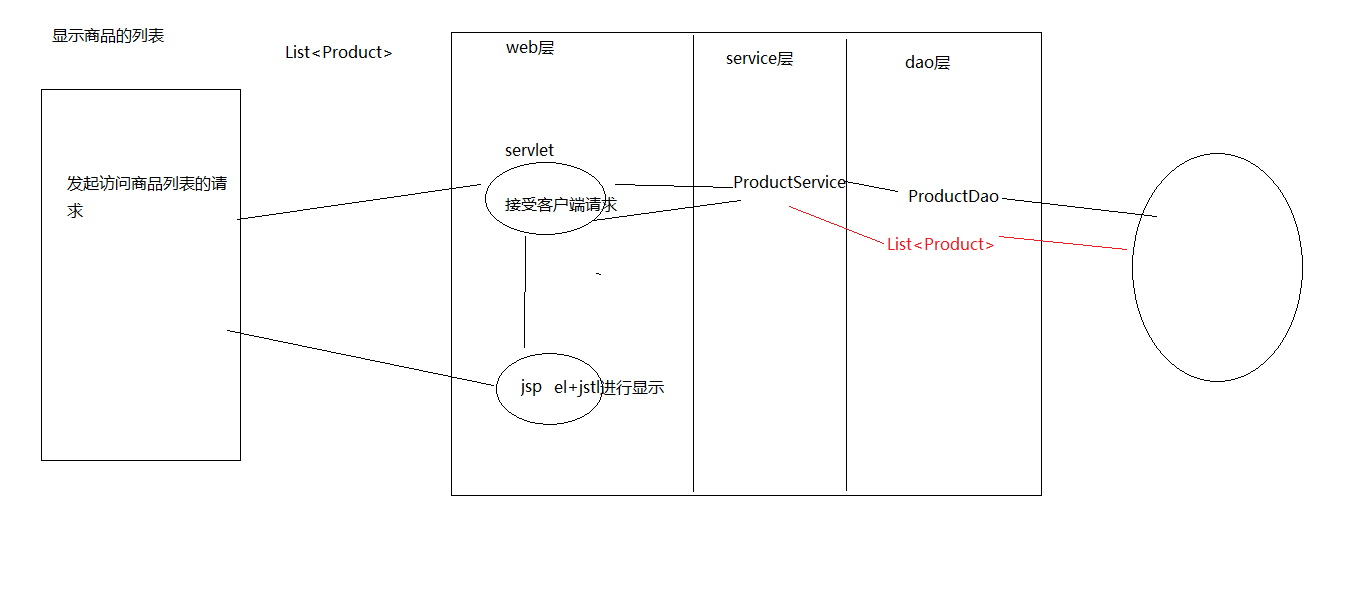 显示商品的列表
List<Product>
web层
service层
dao层
servlet
发起访问商品列表的请
求
接受客户端请求
ProductService
ProductDao
List<Product>
jsp el+jstl进行显示